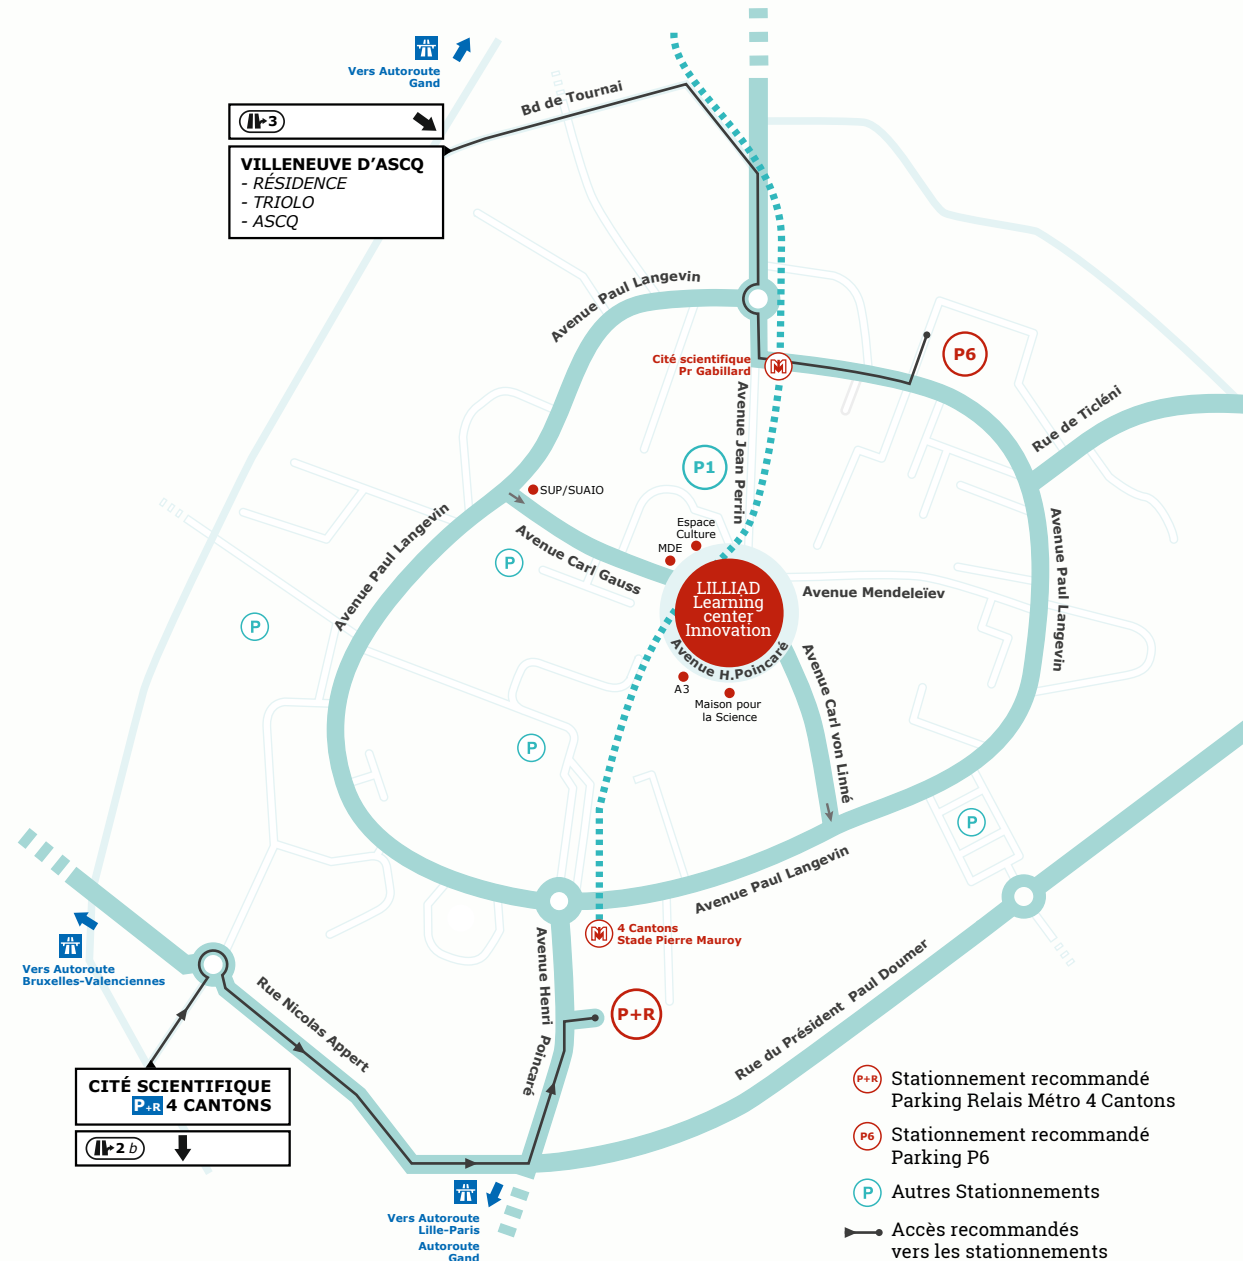 Vers Autoroute
Gand
Bd de Tournai
3
VILLENEUVE D'ASCQ
- RÉSIDENCE
- TRIOLO
- ASCQ
Avenue Paul Langevin
Cité scientifique
Pr Gabillard
P6
Avenue Jean Perrin
Rue de Ticléni
P1
SUP/SUAIO
Avenue Paul Langevin
Avenue Carl Gauss
Espace
Culture
MDE
P
P
LILLIAD
Learning
center
Innovation
Avenue H.Poincaré
Avenue Mendeleïev
Avenue Paul Langevin
A3
Maison pour
la Science
Avenue Carl von Linné
P
P
Avenue Paul Langevin
4 Cantons
Stade Pierre Mauroy
Vers Autoroute
Bruxelles-Valenciennes
Rue Nicolas Appert
Avenue Henri Poincaré
P+R
Rue du Président Paul Doumer
CITÉ SCIENTIFIQUE
P+R 4 CANTONS
2 b
Vers Autoroute
Lille-Paris
Autoroute
Gand
P+R Stationnement recommandé
Parking Relais Métro 4 Cantons
P6 Stationnement recommandé
Parking P6
P Autres Stationnements
Accès recommandés
vers les stationnements